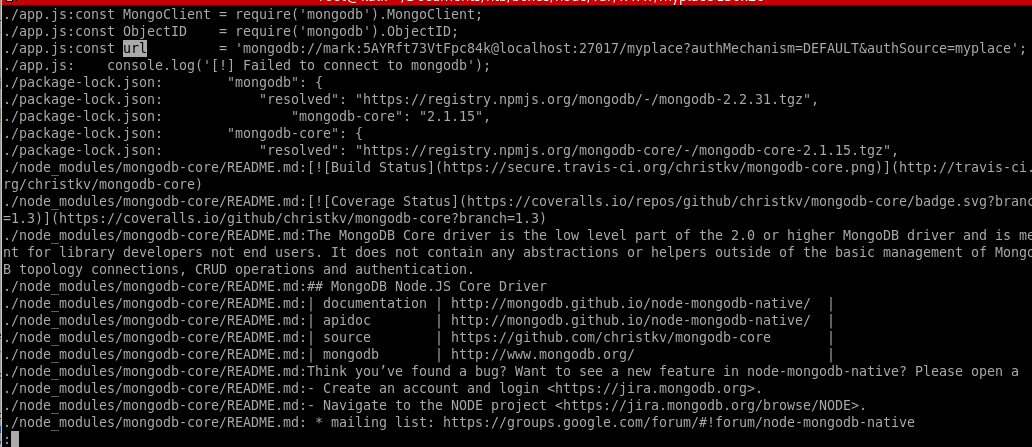 ./app.js:const MongoClient = require('mongodb').MongoClient;
./app.js:const ObjectID    = require('mongodb').ObjectID;
./app.js:const url         = 'mongodb://mark:5AYRft73VtFpc84k@localhost:27017/myplace?authMechanism=DEFAULT&authSource=myplace';
./app.js:    console.log('[!] Failed to connect to mongodb');
./package-lock.json:        "mongodb": {
./package-lock.json:            "resolved": "https://registry.npmjs.org/mongodb/-/mongodb-2.2.31.tgz",
./package-lock.json:                "mongodb-core": "2.1.15",
./package-lock.json:        "mongodb-core": {
./package-lock.json:            "resolved": "https://registry.npmjs.org/mongodb-core/-/mongodb-core-2.1.15.tgz",
./node_modules/mongodb-core/README.md:[![Build Status](https://secure.travis-ci.org/christkv/mongodb-core.png)](http://travis-ci.
rg/christkv/mongodb-core)
./node_modules/mongodb-core/README.md:[![Coverage Status](https://coveralls.io/repos/github/christkv/mongodb-core/badge.svg?branc
=1.3)](https://coveralls.io/github/christkv/mongodb-core?branch=1.3)
./node_modules/mongodb-core/README.md:The MongoDB Core driver is the low level part of the 2.0 or higher MongoDB driver and is me
nt for library developers not end users. It does not contain any abstractions or helpers outside of the basic management of Mong
B topology connections, CRUD operations and authentication.
./node_modules/mongodb-core/README.md:## MongoDB Node.JS Core Driver
./node_modules/mongodb-core/README.md:| documentation | http://mongodb.github.io/node-mongodb-native/  |
./node_modules/mongodb-core/README.md:| apidoc        | http://mongodb.github.io/node-mongodb-native/  |
./node_modules/mongodb-core/README.md:| source        | https://github.com/christkv/mongodb-core       |
./node_modules/mongodb-core/README.md:| mongodb       | http://www.mongodb.org/                        |
./node_modules/mongodb-core/README.md:Think you've found a bug? Want to see a new feature in node-mongodb-native? Please open a
./node_modules/mongodb-core/README.md:- Create an account and login <https://jira.mongodb.org>.
./node_modules/mongodb-core/README.md:- Navigate to the NODE project <https://jira.mongodb.org/browse/NODE>.
./node_modules/mongodb-core/README.md: * mailing list: https://groups.google.com/forum/#!forum/node-mongodb-native
: